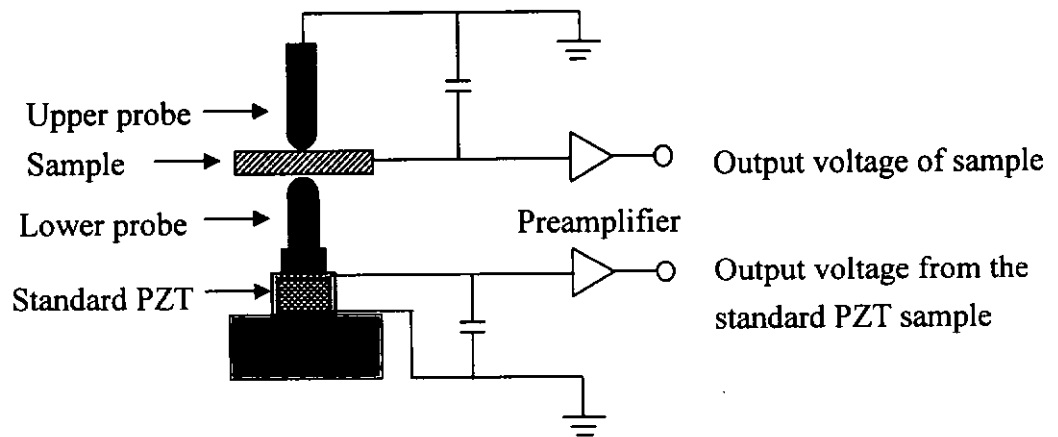 Upper probe
Sample
Output voltage of sample
Lower probe
Preamplifier
Standard PZT
Output voltage from the
standard PZT sample